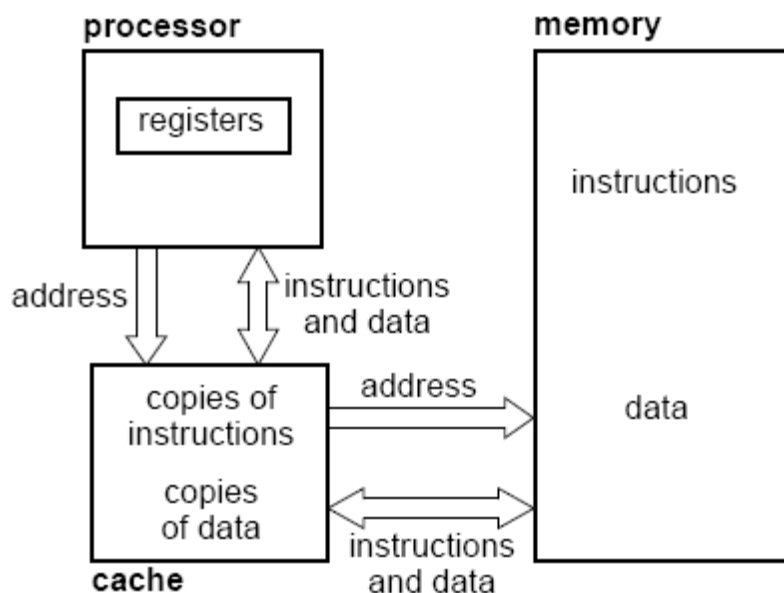 processor
memory
registers
instructions
address
instructions
and data
copies of
instructions
copies
of data
address
data
instructions
and data
cache